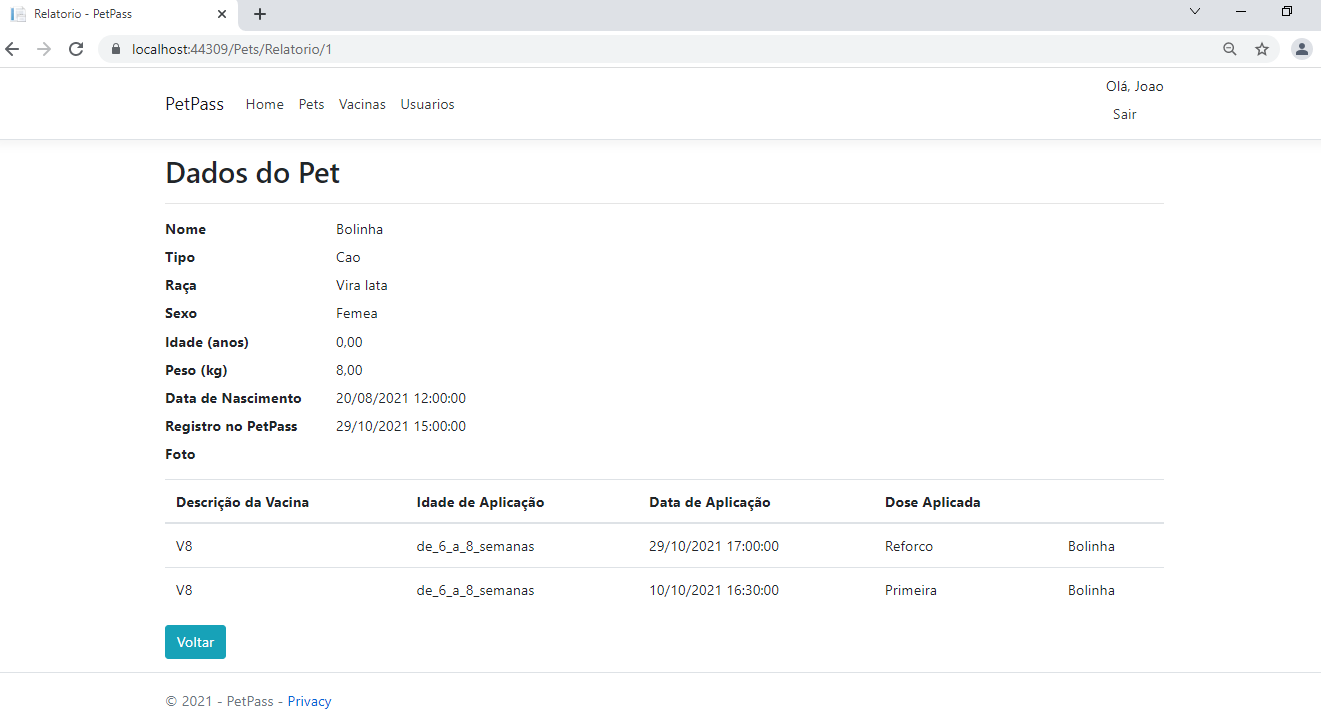 Relatorio - PetPass
localhost:44309/Pets/Relatorio/1
PetPass Home Pets Vacinas Usuarios
Olá, Joao
Sair
Dados do Pet
Nome Bolinha
Tipo Cao
Raça Vira lata
Sexo Femea
Idade (anos) 0,00
Peso (kg) 8,00
Data de Nascimento 20/08/2021 12:00:00
Registro no PetPass 29/10/2021 15:00:00
Foto
Descrição da Vacina Idade de Aplicação Data de Aplicação Dose Aplicada
V8 de_6_a_8_semanas 29/10/2021 17:00:00 Reforco Bolinha
V8 de_6_a_8_semanas 10/10/2021 16:30:00 Primeira Bolinha
Voltar
© 2021 - PetPass - Privacy